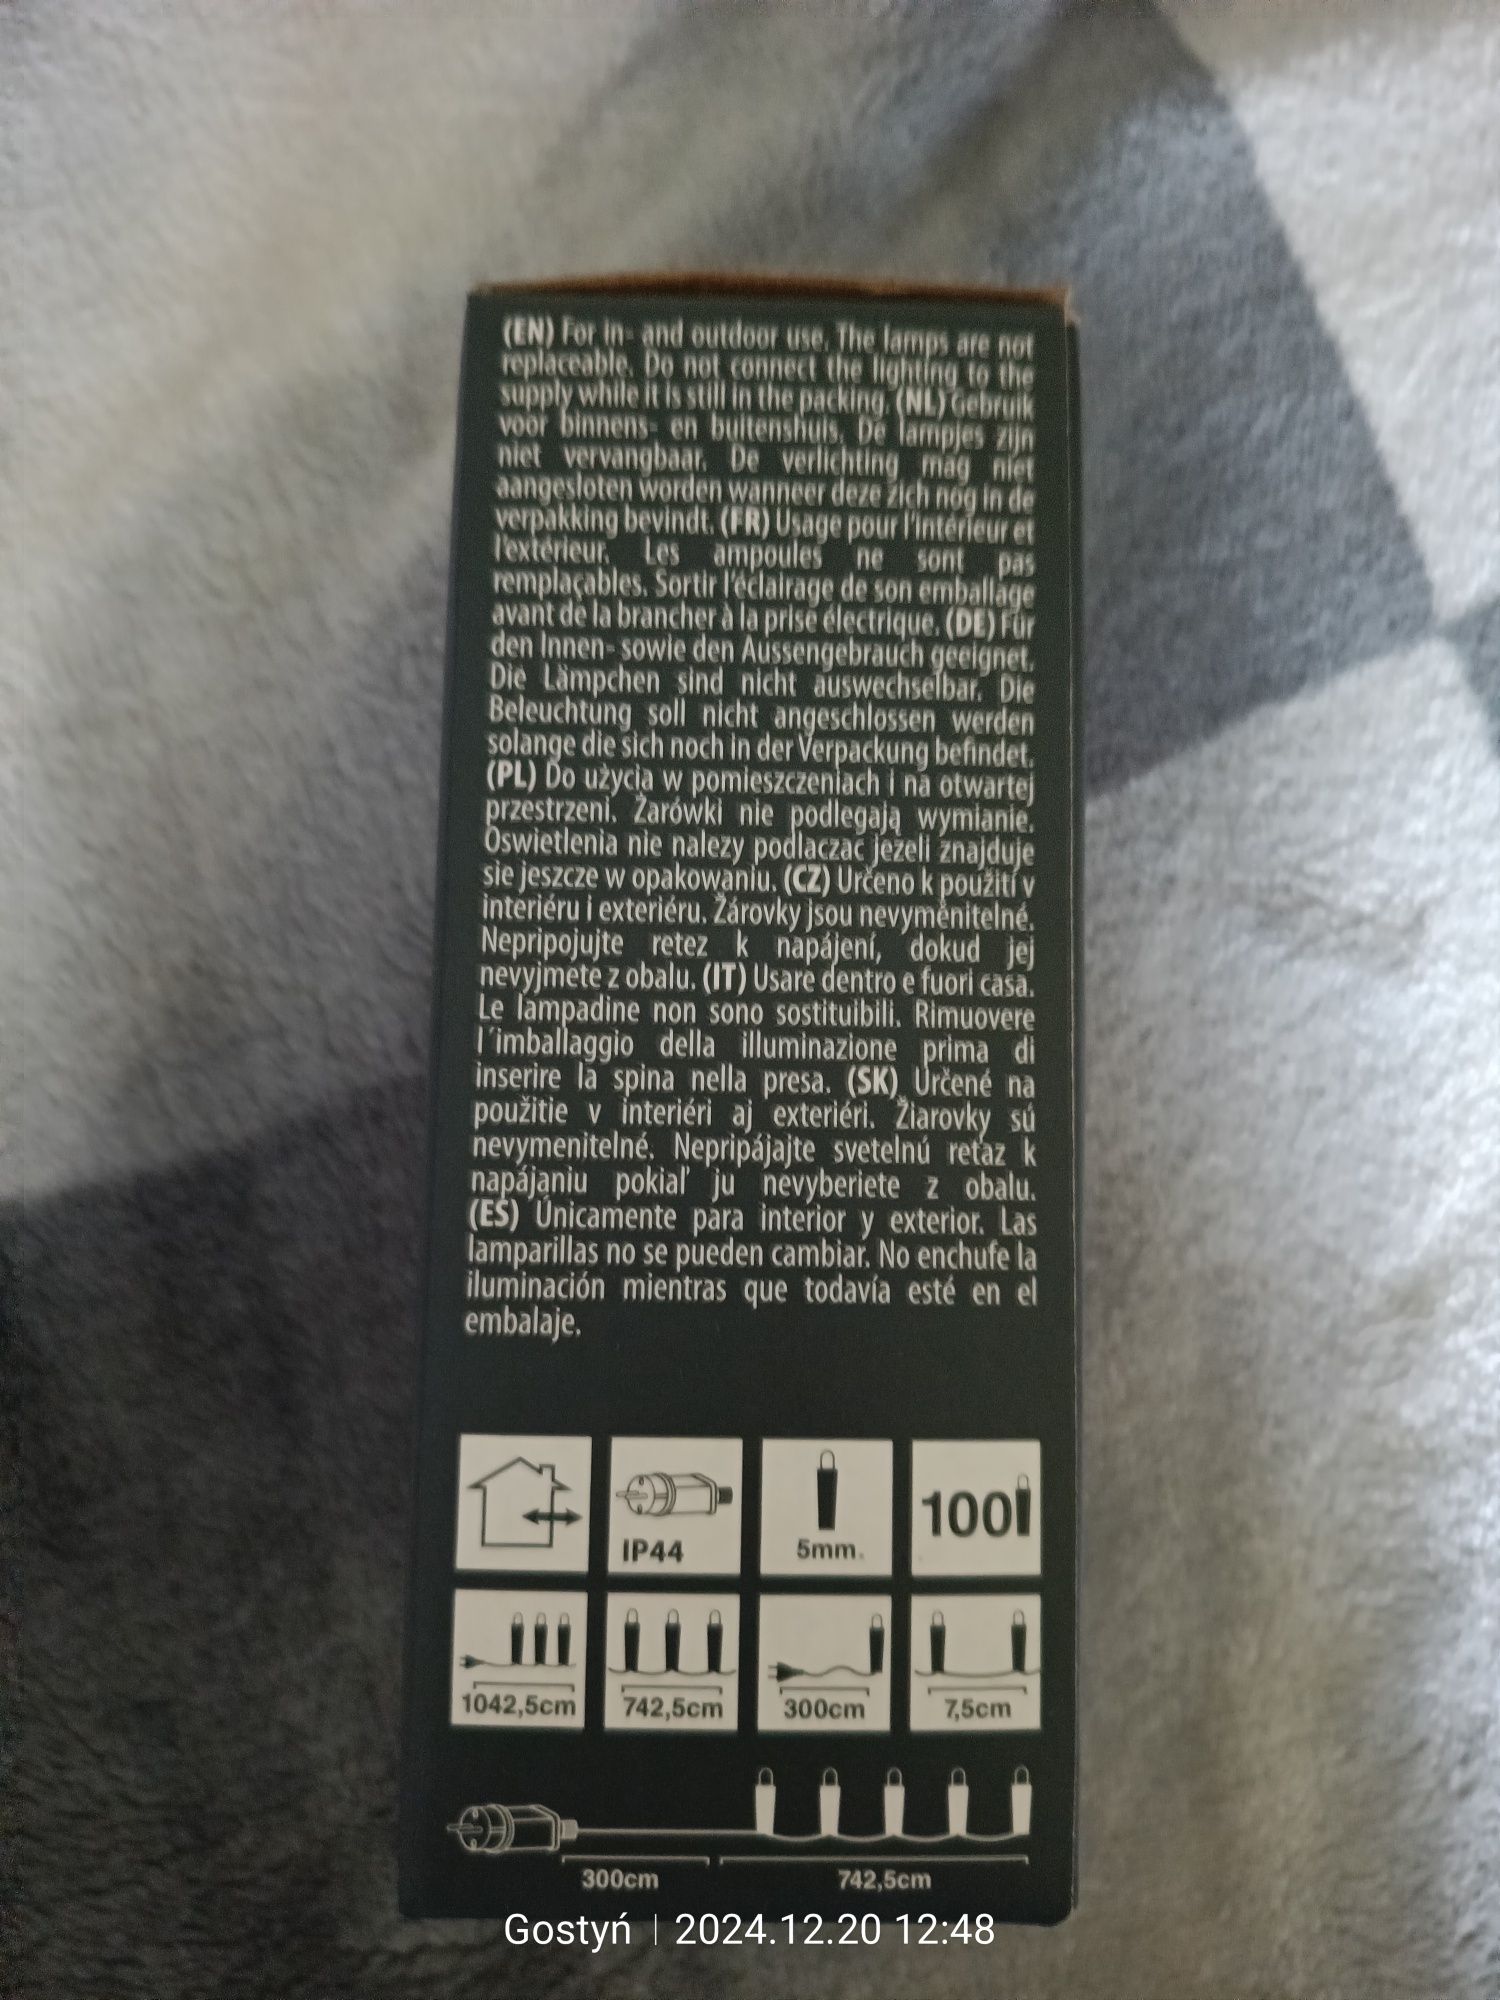 (EN) For in- and outdoor use. The lamps are not
replaceable. Do not connect the lighting to the
supply while it is still in the packing. (NL) Gebruik
voor binnens- en buitenshuis. De lampjes zijn
niet vervangbaar. De verlichting mag niet
aangesloten worden wanneer deze zich nog in de
verpakking bevindt. (FR) Usage pour l'intérieur et
l'extérieur. Les ampoules ne sont pas
remplaçables. Sortir l'éclairage de son emballage
avant de la brancher à la prise électrique. (DE) Für
den Innen- sowie den Aussengebrauch geeignet.
Die Lämpchen sind nicht auswechselbar. Die
Beleuchtung soll nicht angeschlossen werden
solange die sich noch in der Verpackung befindet.
(PL) Do użycia w pomieszczeniach i na otwartej
przestrzeni. Żarówki nie podlegają wymianie.
Oswietlenia nie nalezy podlaczac jezeli znajduje
sie jeszcze w opakowaniu. (CZ) Určeno k použití v
interiéru i exteriéru. Žárovky jsou nevyměnitelné.
Nepripojujte retez k napájení, dokud jej
nevyjmete z obalu. (IT) Usare dentro e fuori casa.
Le lampadine non sono sostituibili. Rimuovere
l´imballaggio della illuminazione prima di
inserire la spina nella presa. (SK) Určené na
použitie v interiéri aj exteriéri. Žiarovky sú
nevymenitelné. Nepripájajte svetelnú retaz k
napájaniu pokiaľ ju nevyberiete z obalu.
(ES) Únicamente para interior y exterior. Las
lamparillas no se pueden cambiar. No enchufe la
iluminación mientras que todavía esté en el
embalaje.
IP44
5mm.
100
1042,5cm
742,5cm
300cm
7,5cm
300cm
742,5cm
Gostyń | 2024.12.20 12:48